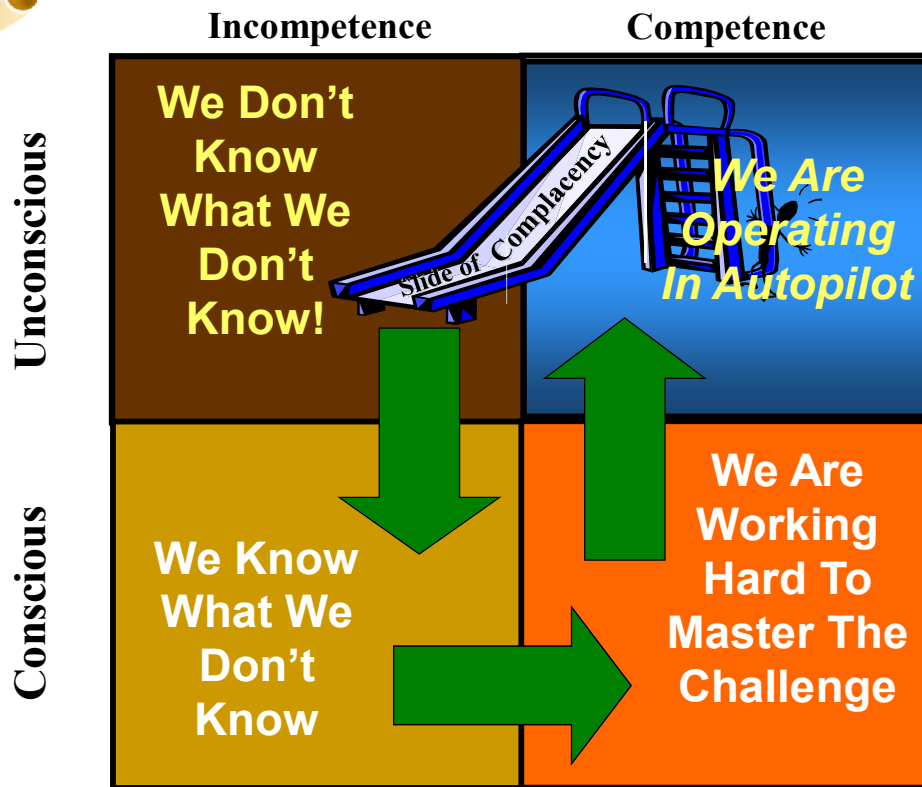 Incompetence
Competence
Unconscious
We Don't
Know
What We
Don't
Know!
Slide of Complacency
We Are
Operating
In Autopilot
Conscious
We Know
What We
Don't
Know
We Are
Working
Hard To
Master The
Challenge